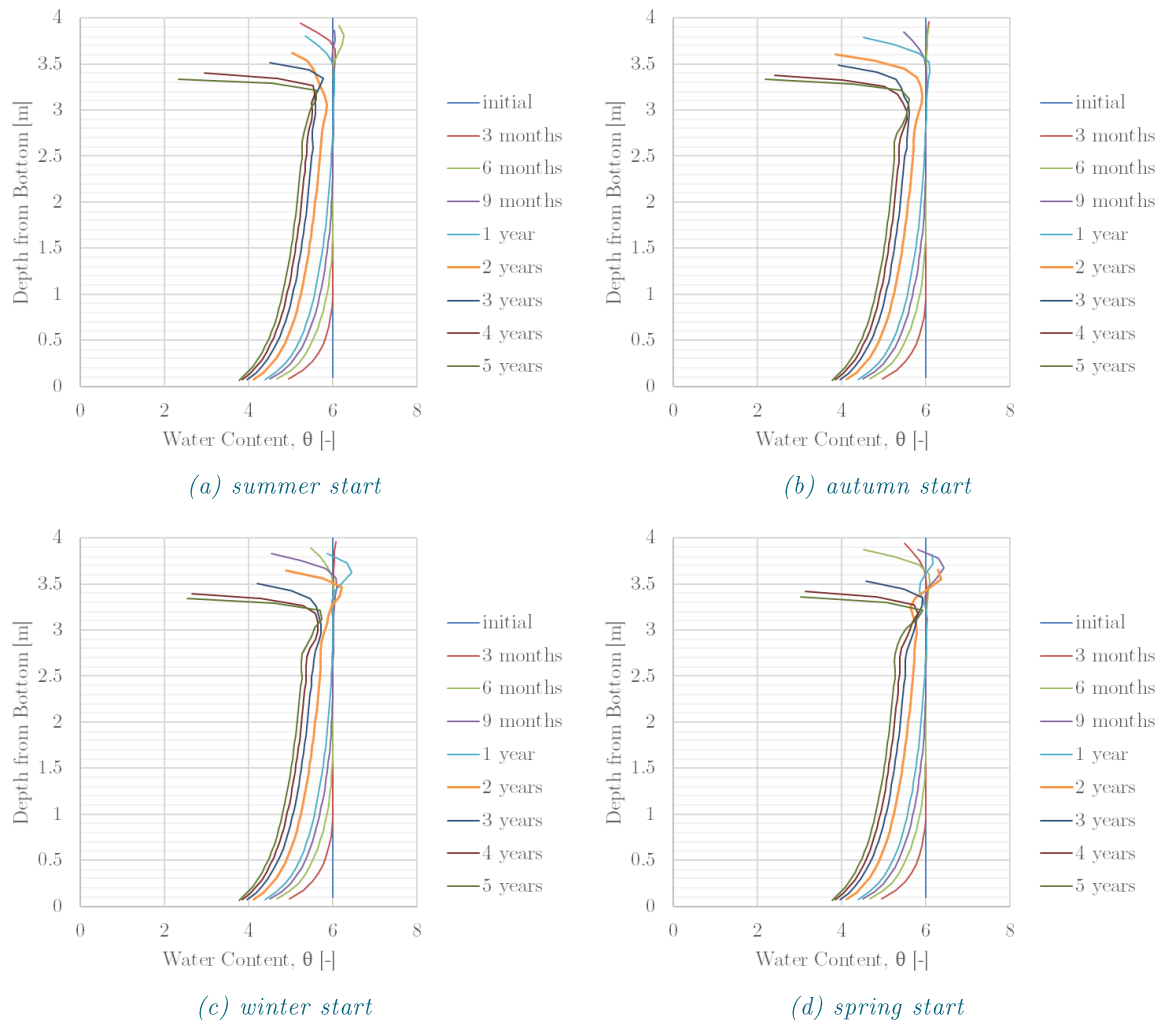 4
3.5
3
2.5
2
1.5
1
0.5
0
Depth from Bottom [m]
0 2 4 6 8
Water Content, θ [-]
initial
3 months
6 months
9 months
1 year
2 years
3 years
4 years
5 years
(a) summer start
4
3.5
3
2.5
2
1.5
1
0.5
0
Depth from Bottom [m]
0 2 4 6 8
Water Content, θ [-]
initial
3 months
6 months
9 months
1 year
2 years
3 years
4 years
5 years
(b) autumn start
4
3.5
3
2.5
2
1.5
1
0.5
0
Depth from Bottom [m]
0 2 4 6 8
Water Content, θ [-]
initial
3 months
6 months
9 months
1 year
2 years
3 years
4 years
5 years
(c) winter start
4
3.5
3
2.5
2
1.5
1
0.5
0
Depth from Bottom [m]
0 2 4 6 8
Water Content, θ [-]
initial
3 months
6 months
9 months
1 year
2 years
3 years
4 years
5 years
(d) spring start